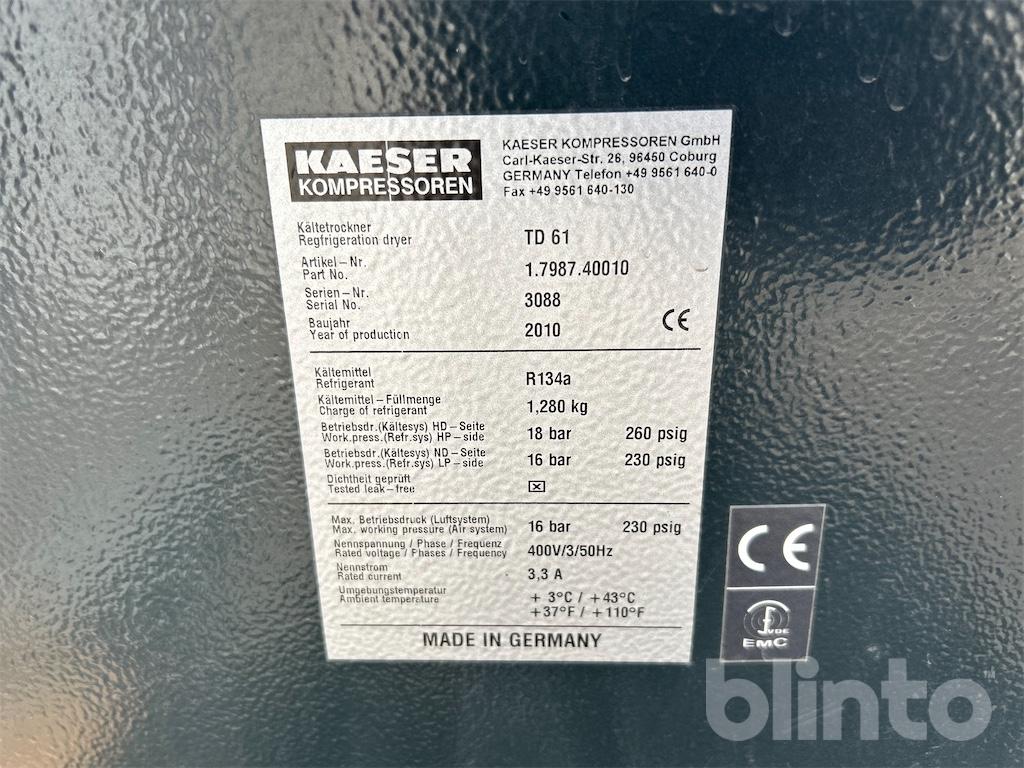 KAESER
KOMPRESSOREN
KAESER KOMPRESSOREN GmbH
Carl-Kaeser-Str. 26, 96450 Coburg
GERMANY Telefon +49 9561 640-0
Fax +49 9561 640-130
Kältetrockner
Regfrigeration dryer TD 61
Artikel–Nr.
Part No. 1.7987.40010
Serien–Nr.
Serial No. 3088
Baujahr
Year of production 2010 CE
Kältemittel
Refrigerant R134a
Kältemittel–Füllmenge
Charge of refrigerant 1,280 kg
Betriebsdr.(Kältesys) HD–Seite
Work.press.(Refr.sys) HP–side 18 bar 260 psig
Betriebsdr.(Kältesys) ND–Seite
Work.press.(Refr.sys) LP–side 16 bar 230 psig
Dichtheit geprüft
Tested leak–free ☒
Max. Betriebsdruck (Luftsystem)
Max. working pressure (Air system) 16 bar 230 psig
Nennspannung / Phase / Frequenz
Rated voltage / Phases / Frequency 400V/3/50Hz
Nennstrom
Rated current 3,3 A
Umgebungstemperatur
Ambient temperature + 3°C / +43°C
+37°F / +110°F
MADE IN GERMANY
CE
VDE
EMC
blinto™